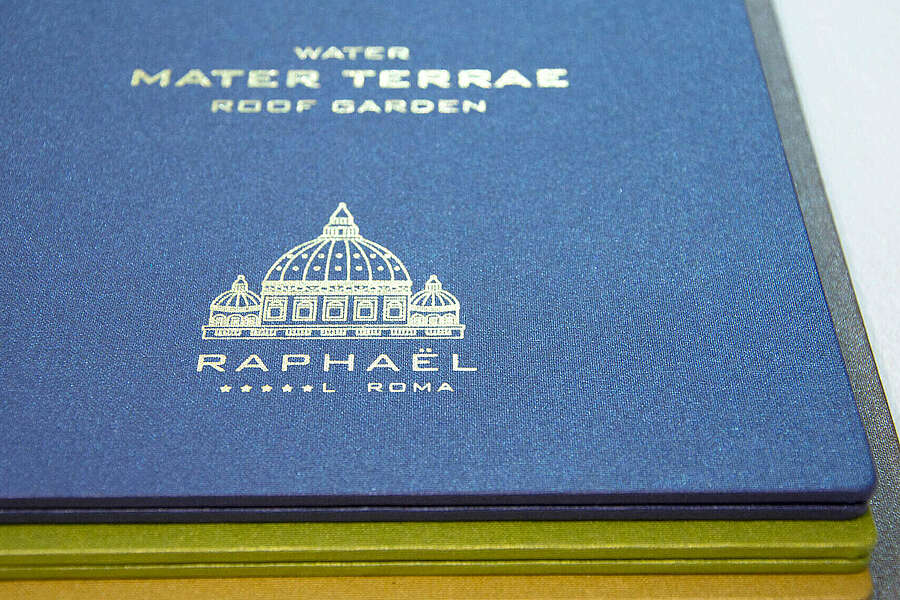 WATER
MATER TERRAE
ROOF GARDEN
RAPHAËL
★★★★★L ROMA